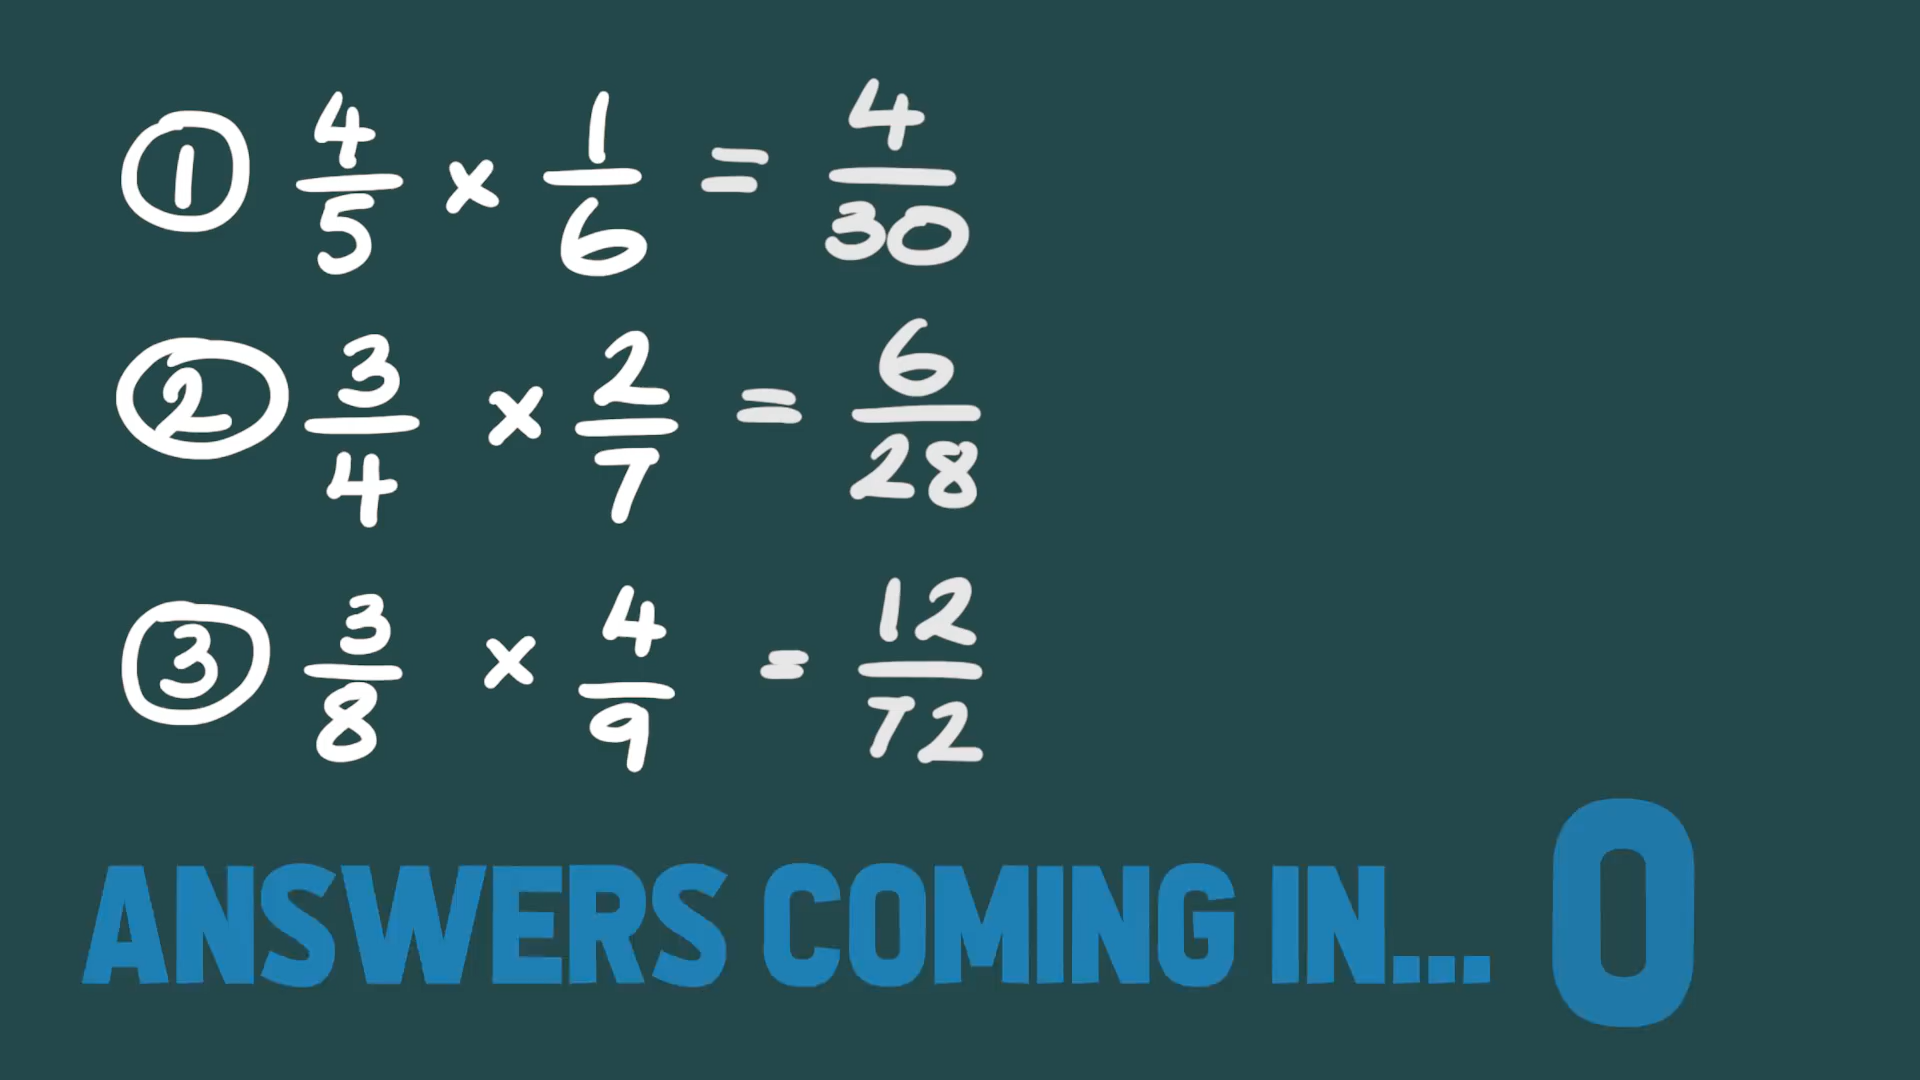 ① 4/5 × 1/6 = 4/30
② 3/4 × 2/7 = 6/28
③ 3/8 × 4/9 = 12/72
ANSWERS COMING IN... 0